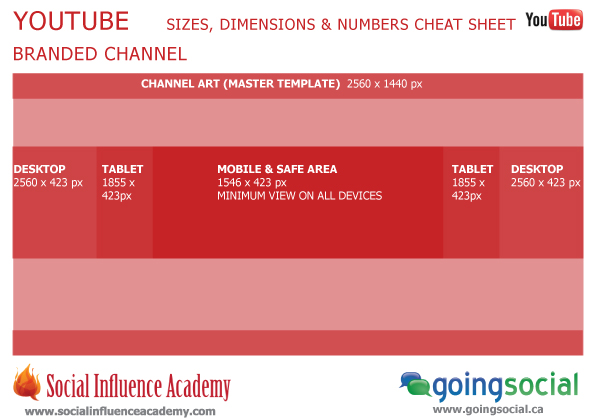 YOUTUBE SIZES, DIMENSIONS & NUMBERS CHEAT SHEET YouTube
BRANDED CHANNEL
CHANNEL ART (MASTER TEMPLATE) 2560 x 1440 px
DESKTOP
2560 x 423 px
TABLET
1855 x
423px
MOBILE & SAFE AREA
1546 x 423 px
MINIMUM VIEW ON ALL DEVICES
TABLET
1855 x
423px
DESKTOP
2560 x 423 px
Social Influence Academy
www.socialinfluenceacademy.com
goingsocial
www.goingsocial.ca